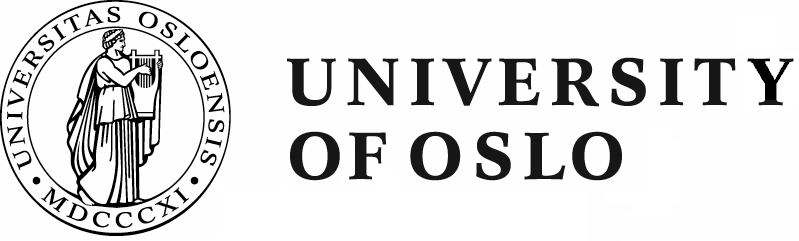 UNIVERSITAS OSLOENSIS
• MDCCCXI •
UNIVERSITY
OF OSLO